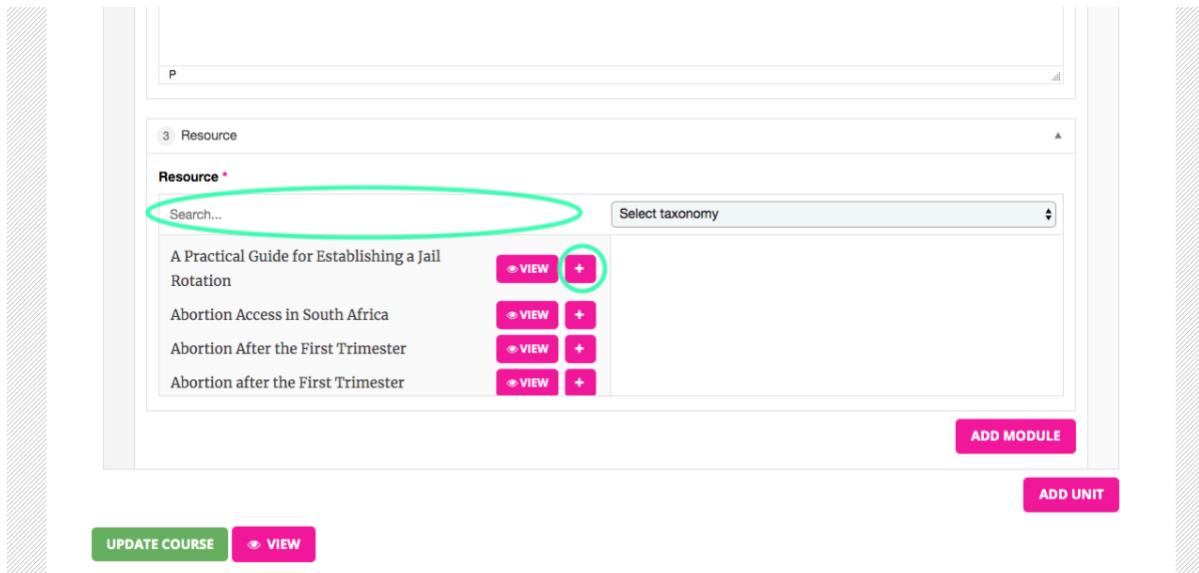 P
3 Resource
Resource *
Search... Select taxonomy
A Practical Guide for Establishing a Jail
Rotation
VIEW +
Abortion Access in South Africa VIEW +
Abortion After the First Trimester VIEW +
Abortion after the First Trimester VIEW +
ADD MODULE
ADD UNIT
UPDATE COURSE VIEW